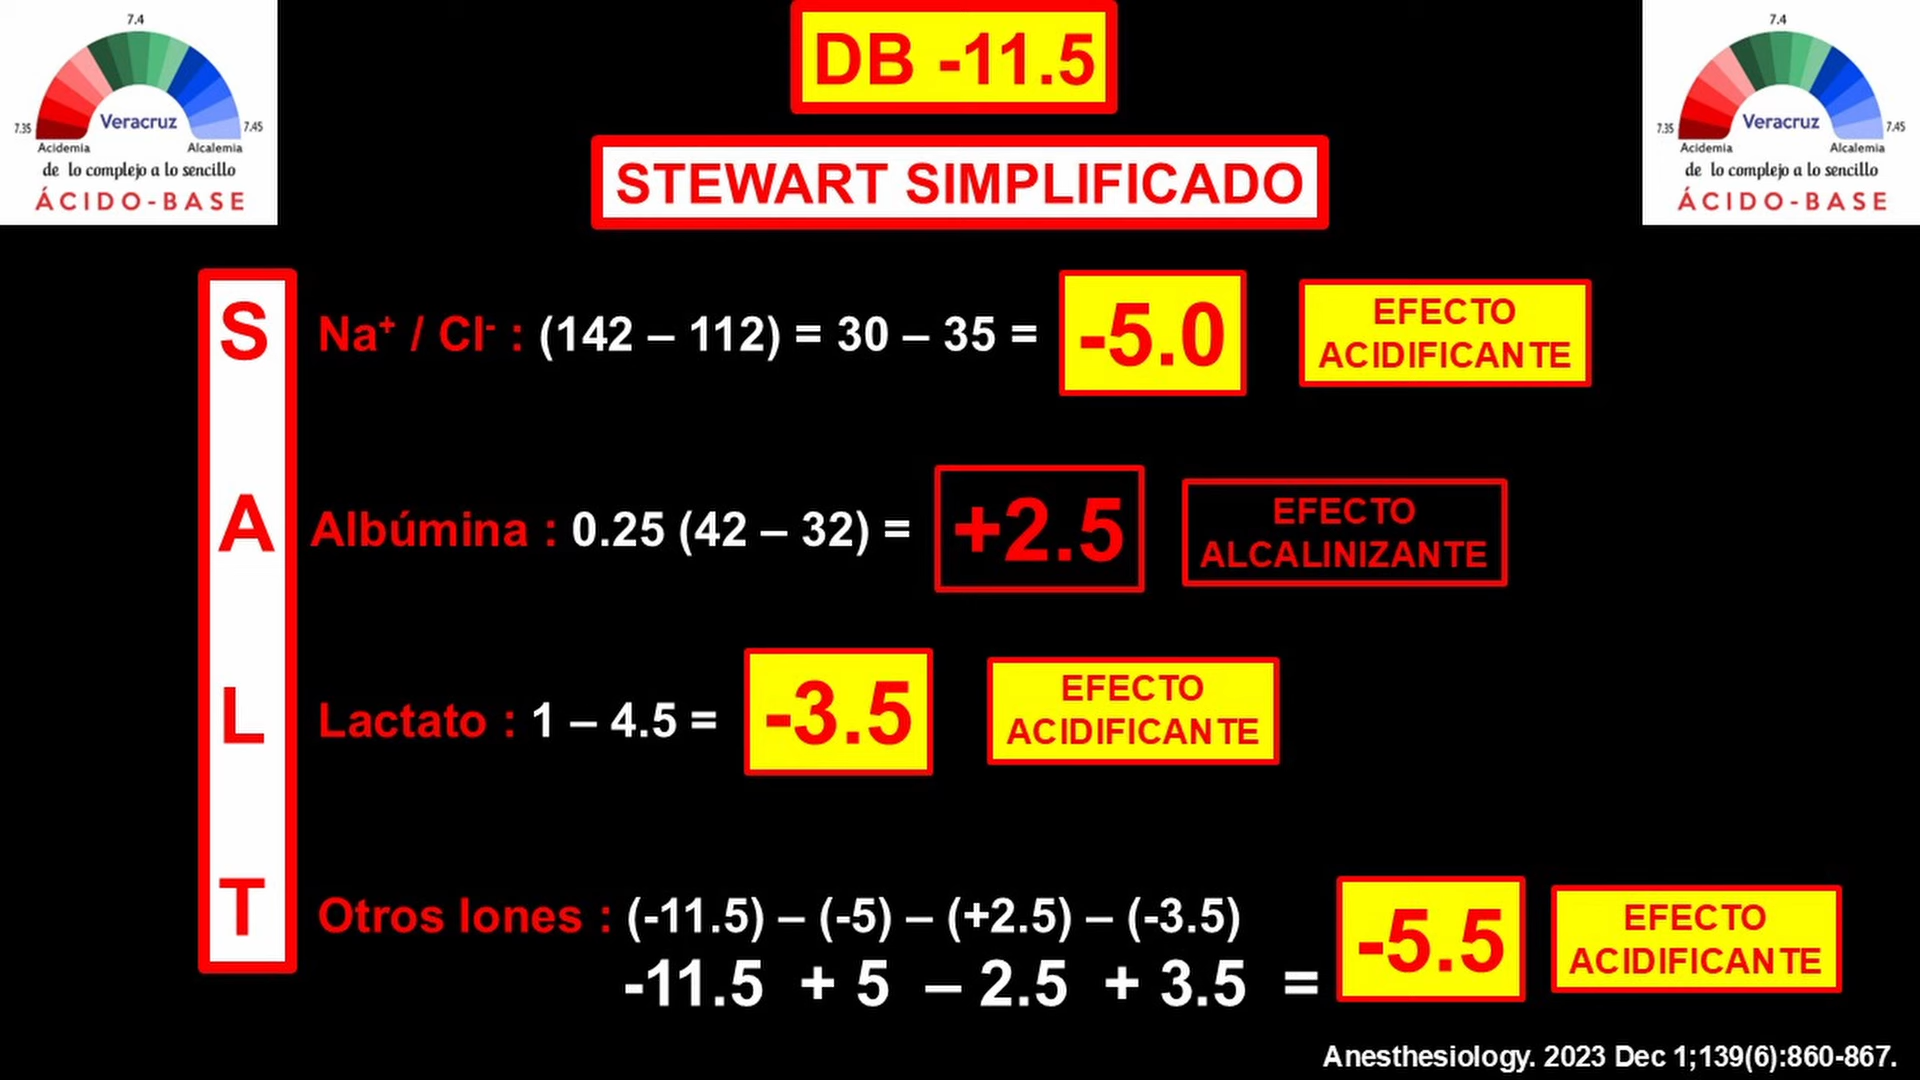 7.4
7.35
Veracruz
7.45
Acidemia
Alcalemia
de lo complejo a lo sencillo
ÁCIDO-BASE
DB -11.5
7.4
7.35
Veracruz
7.45
Acidemia
Alcalemia
de lo complejo a lo sencillo
ÁCIDO-BASE
STEWART SIMPLIFICADO
S
Na⁺ / Cl⁻ : (142 – 112) = 30 – 35 = -5.0
EFECTO
ACIDIFICANTE
A
Albúmina : 0.25 (42 – 32) = +2.5
EFECTO
ALCALINIZANTE
L
Lactato : 1 – 4.5 = -3.5
EFECTO
ACIDIFICANTE
T
Otros Iones : (-11.5) – (-5) – (+2.5) – (-3.5)
-11.5 + 5 – 2.5 + 3.5 = -5.5
EFECTO
ACIDIFICANTE
Anesthesiology. 2023 Dec 1;139(6):860-867.